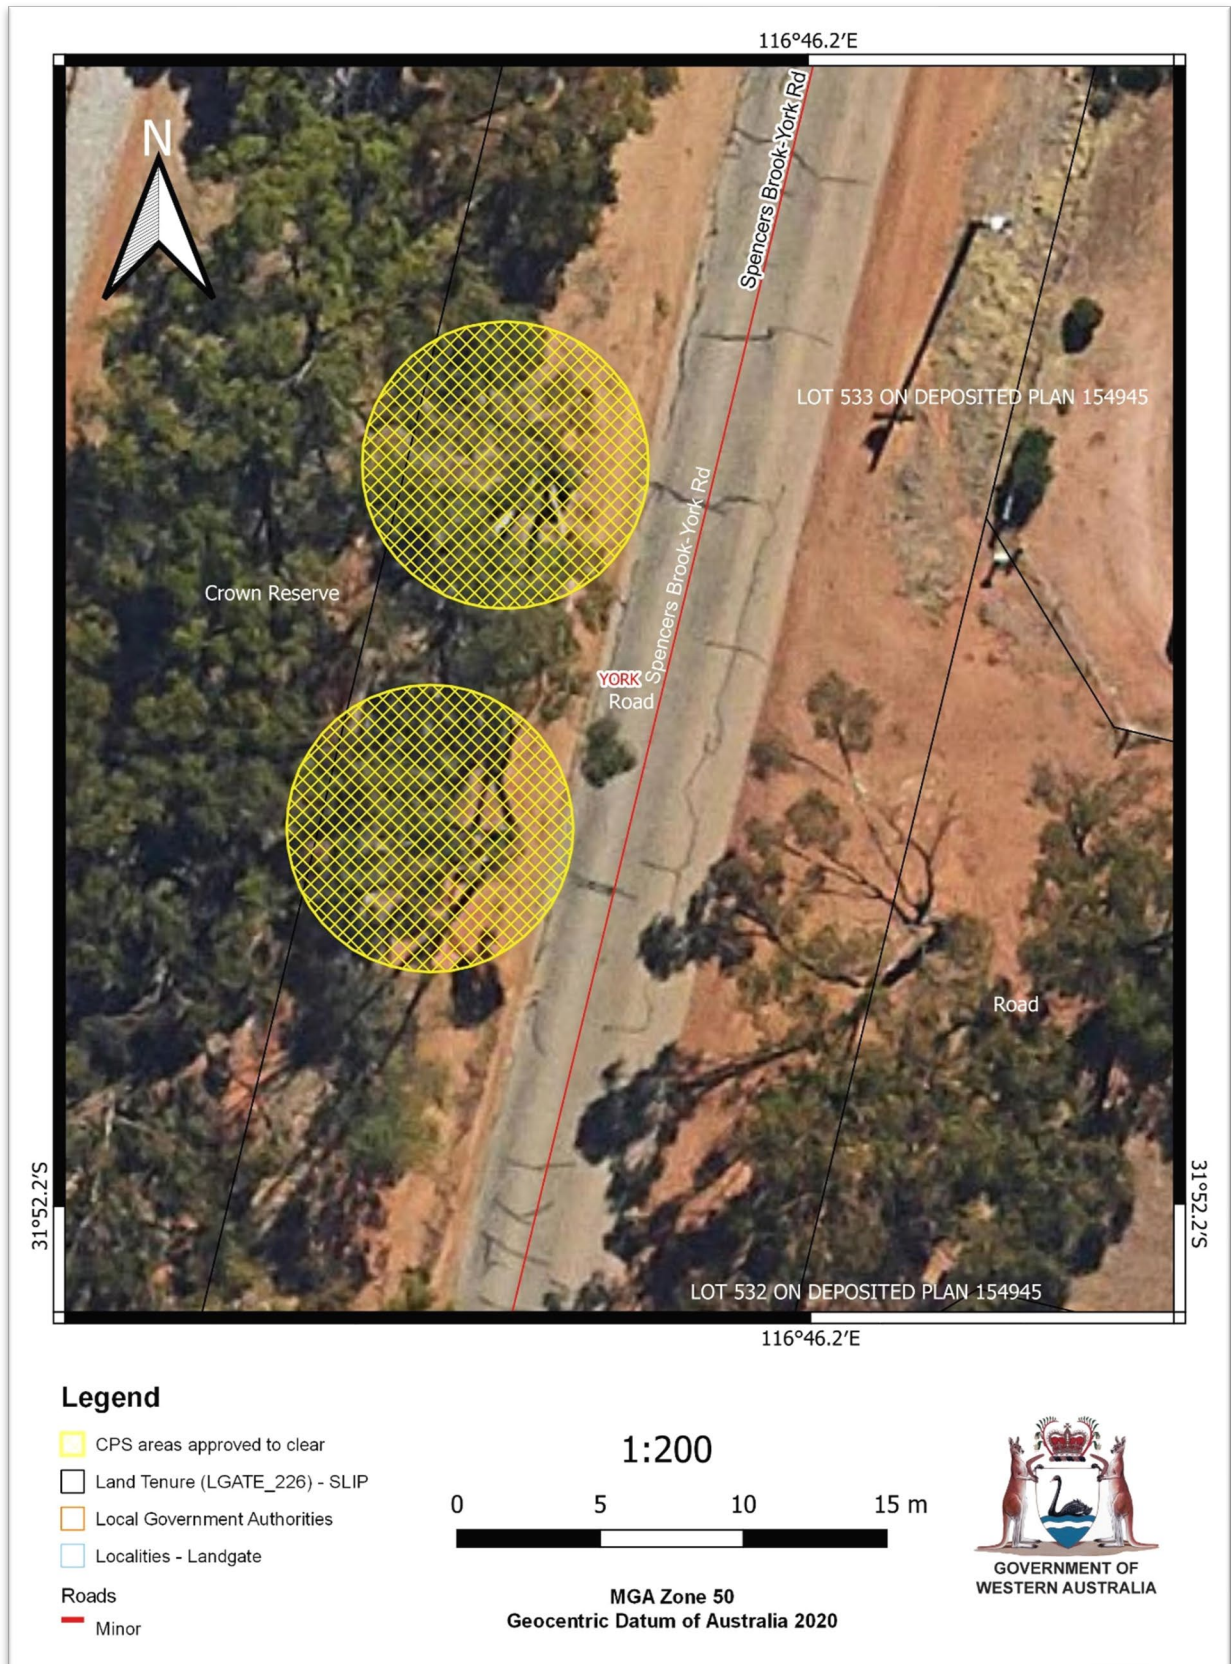 116°46.2'E
N
Spencers Brook-York Rd
LOT 533 ON DEPOSITED PLAN 154945
Spencers Brook-York Rd
Crown Reserve
YORK
Road
Road
31°52.2'S
31°52.2'S
LOT 532 ON DEPOSITED PLAN 154945
116°46.2'E
Legend
CPS areas approved to clear
Land Tenure (LGATE_226) - SLIP
Local Government Authorities
Localities - Landgate
Roads
Minor
1:200
0 5 10 15 m
MGA Zone 50
Geocentric Datum of Australia 2020
GOVERNMENT OF
WESTERN AUSTRALIA